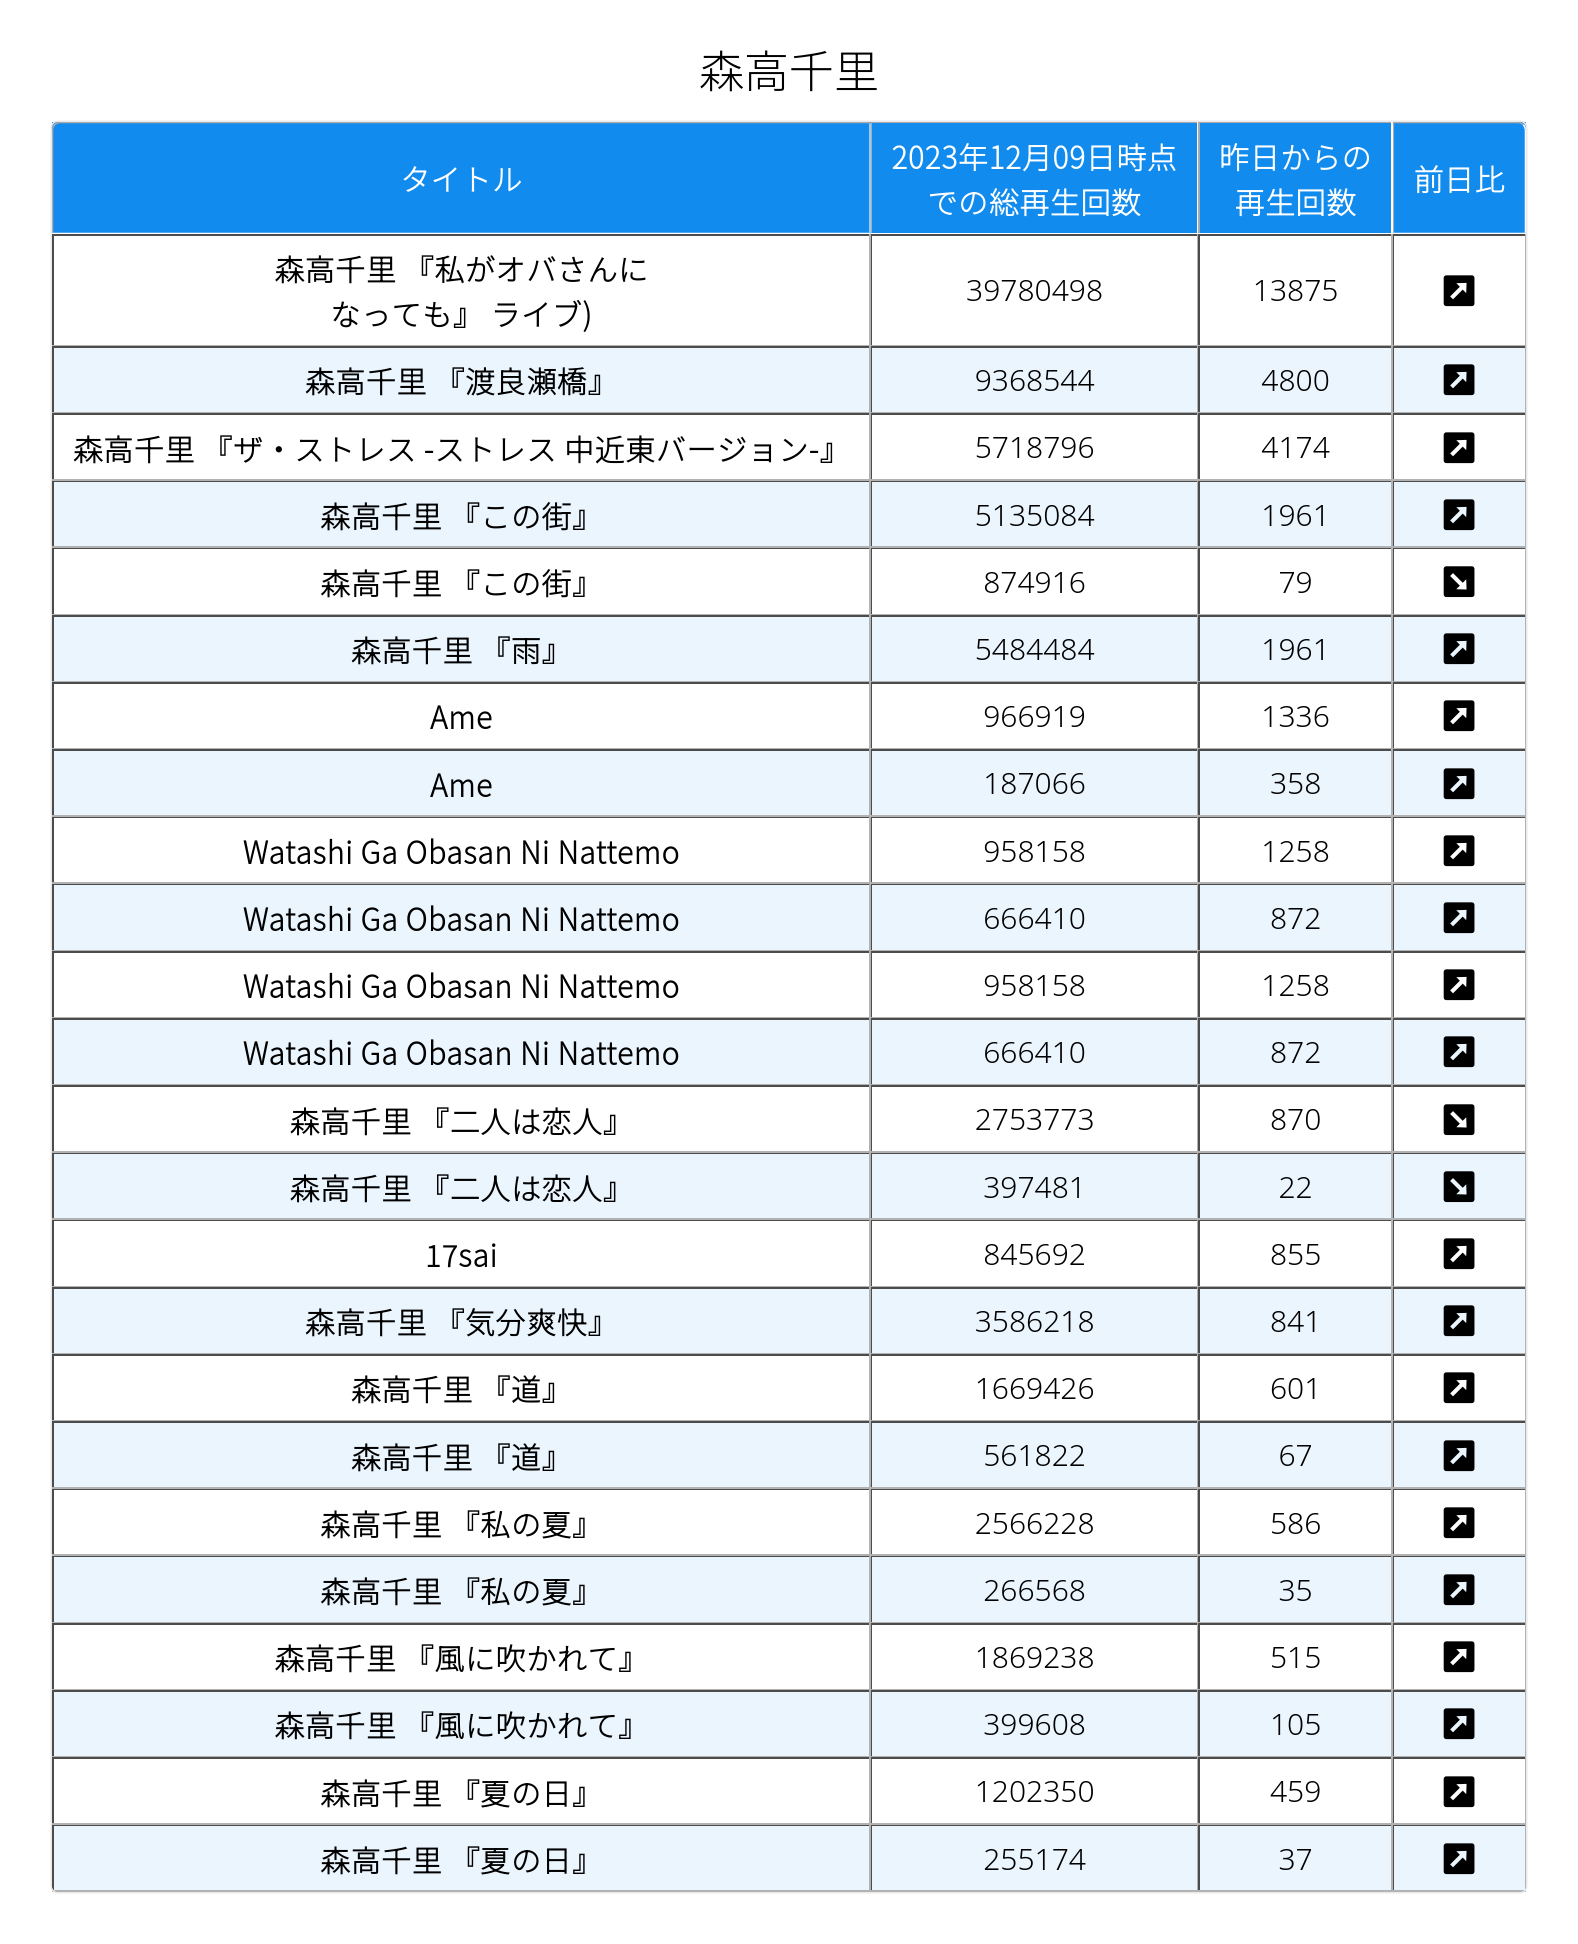 森高千里
タイトル
2023年12月09日時点
での総再生回数
昨日からの
再生回数
前日比
森高千里 『私がオバさんに
なっても』 ライブ)
39780498
13875
森高千里 『渡良瀬橋』 9368544 4800
森高千里 『ザ・ストレス -ストレス 中近東バージョン-』 5718796 4174
森高千里 『この街』 5135084 1961
森高千里 『この街』 874916 79
森高千里 『雨』 5484484 1961
Ame 966919 1336
Ame 187066 358
Watashi Ga Obasan Ni Nattemo 958158 1258
Watashi Ga Obasan Ni Nattemo 666410 872
Watashi Ga Obasan Ni Nattemo 958158 1258
Watashi Ga Obasan Ni Nattemo 666410 872
森高千里 『二人は恋人』 2753773 870
森高千里 『二人は恋人』 397481 22
17sai 845692 855
森高千里 『気分爽快』 3586218 841
森高千里 『道』 1669426 601
森高千里 『道』 561822 67
森高千里 『私の夏』 2566228 586
森高千里 『私の夏』 266568 35
森高千里 『風に吹かれて』 1869238 515
森高千里 『風に吹かれて』 399608 105
森高千里 『夏の日』 1202350 459
森高千里 『夏の日』 255174 37